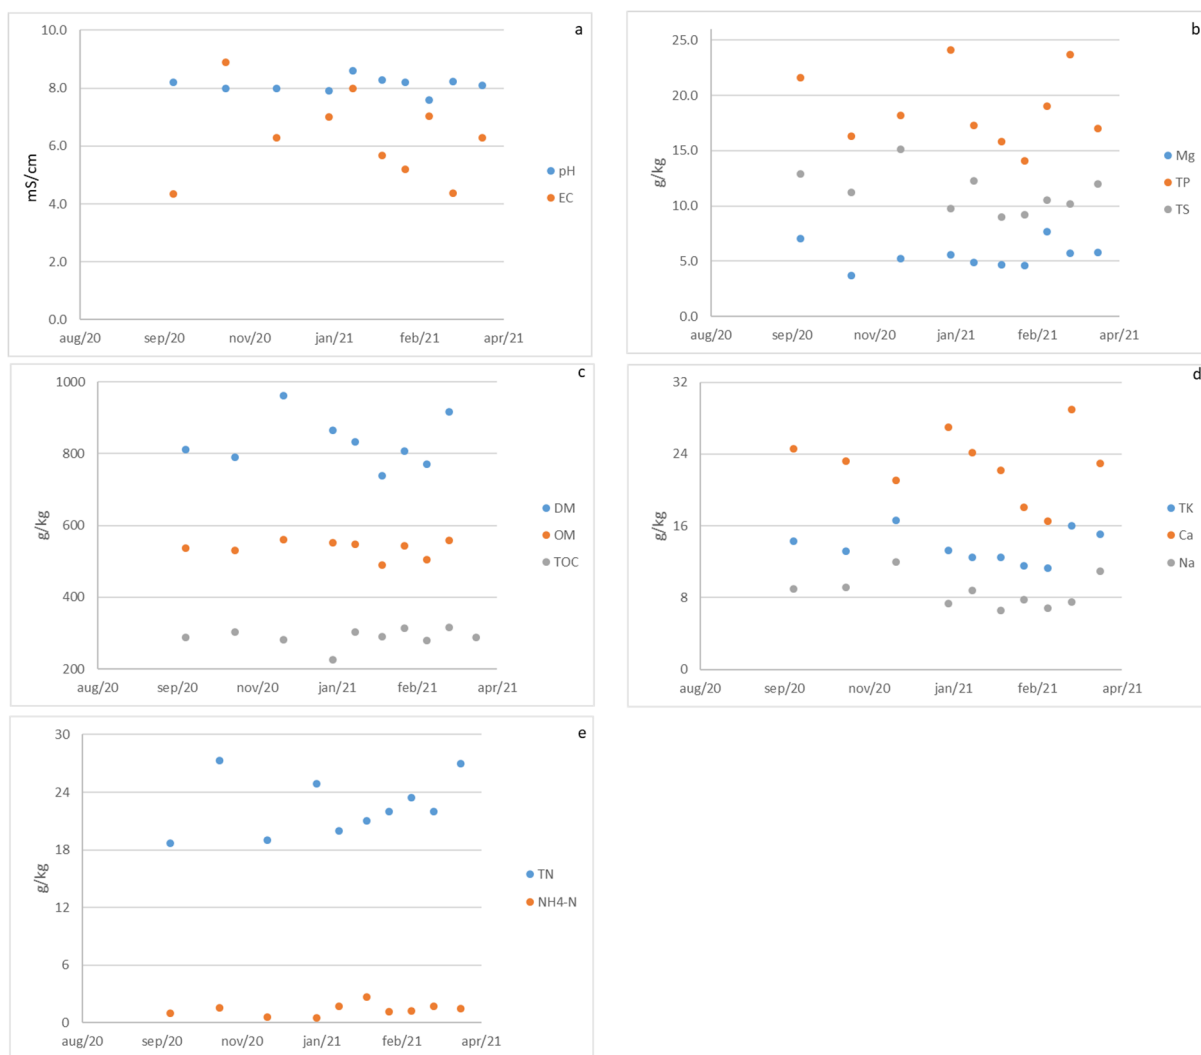 a
10.0
8.0
6.0
4.0
2.0
0.0
mS/cm
aug/20 sep/20 nov/20 jan/21 feb/21 apr/21
pH
EC
b
25.0
20.0
15.0
10.0
5.0
0.0
g/kg
aug/20 sep/20 nov/20 jan/21 feb/21 apr/21
Mg
TP
TS
c
1000
800
600
400
200
g/kg
aug/20 sep/20 nov/20 jan/21 feb/21 apr/21
DM
OM
TOC
d
32
24
16
8
0
g/kg
aug/20 sep/20 nov/20 jan/21 feb/21 apr/21
TK
Ca
Na
e
30
24
18
12
6
0
g/kg
aug/20 sep/20 nov/20 jan/21 feb/21 apr/21
TN
NH4-N